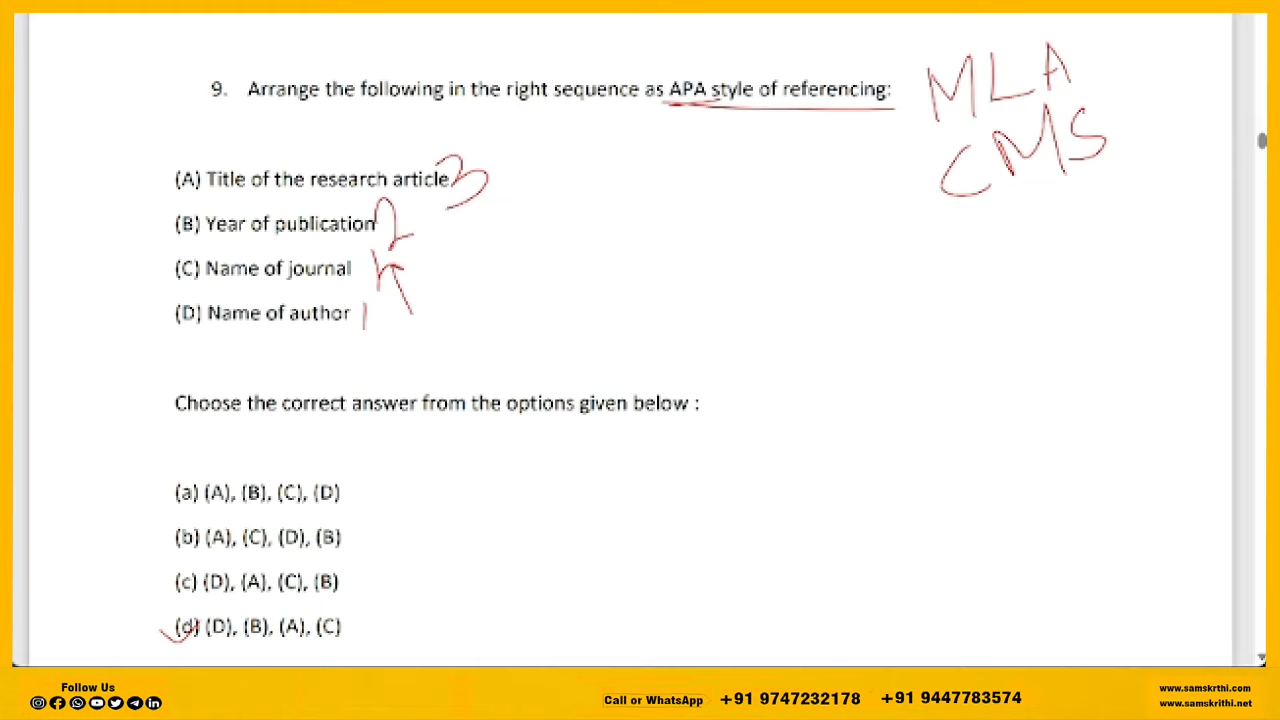 9. Arrange the following in the right sequence as APA style of referencing:
MLA
CMS
(A) Title of the research article 3
(B) Year of publication 2
(C) Name of journal
(D) Name of author 1
Choose the correct answer from the options given below :
(a) (A), (B), (C), (D)
(b) (A), (C), (D), (B)
(c) (D), (A), (C), (B)
(d) (D), (B), (A), (C)
Follow Us
Call or WhatsApp +91 9747232178 +91 9447783574
www.samskrthi.com
www.samskrithi.net